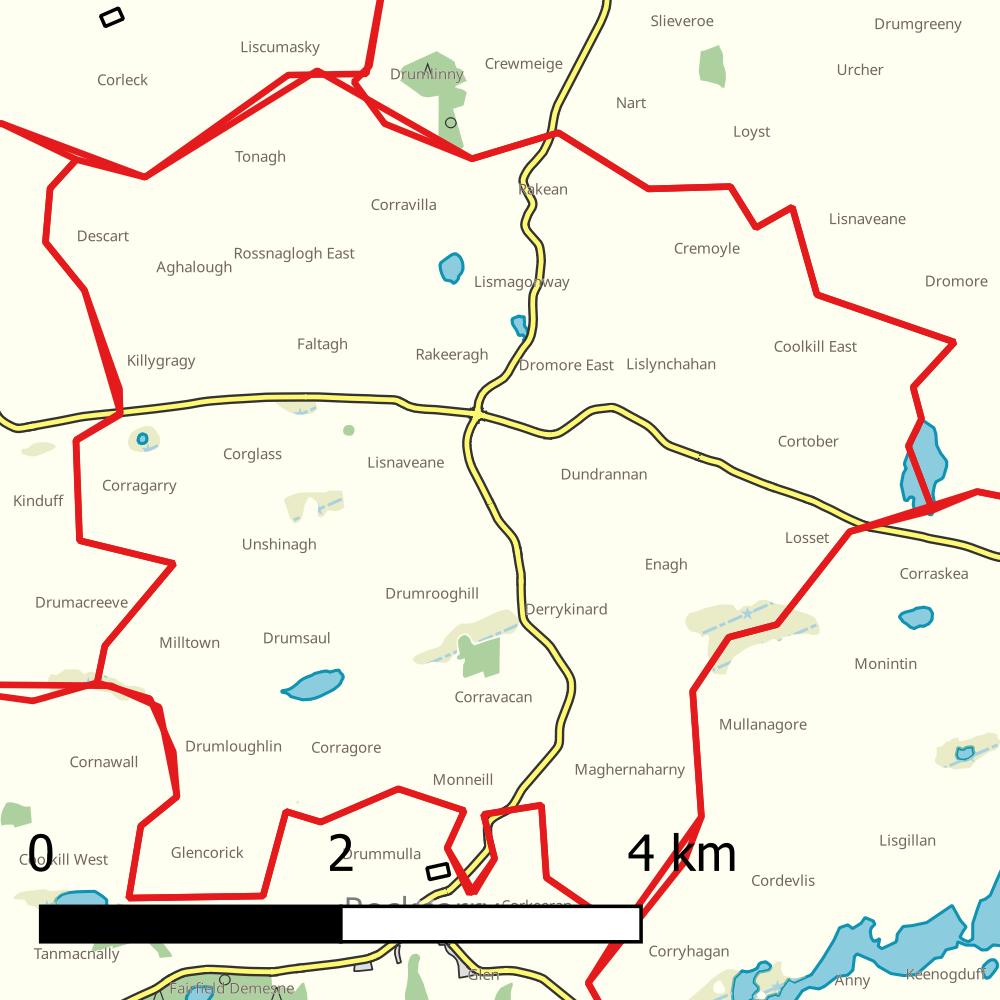 Slieveroe
Drumgreeny
Liscumasky
Crewmeige
Urcher
Corleck
Drumlinny
Nart
Loyst
Tonagh
Rakean
Corravilla
Lisnaveane
Descart
Cremoyle
Rossnaglogh East
Aghalough
Lismagonway
Dromore
Faltagh
Coolkill East
Rakeeragh
Killygragy
Dromore East
Lislynchahan
Cortober
Corglass
Lisnaveane
Dundrannan
Corragarry
Kinduff
Losset
Unshinagh
Enagh
Corraskea
Drumrooghill
Drumacreeve
Derrykinard
Drumsaul
Milltown
Monintin
Corravacan
Mullanagore
Drumloughlin
Corragore
Cornawall
Maghernaharny
Monneill
Lisgillan
0 2 4 km
Glencorick
Drummulla
Coolkill West
Cordevlis
Corkeeran
Corryhagan
Tanmacnally
Glen
Keenogduff
Anny
Fairfield Demesne